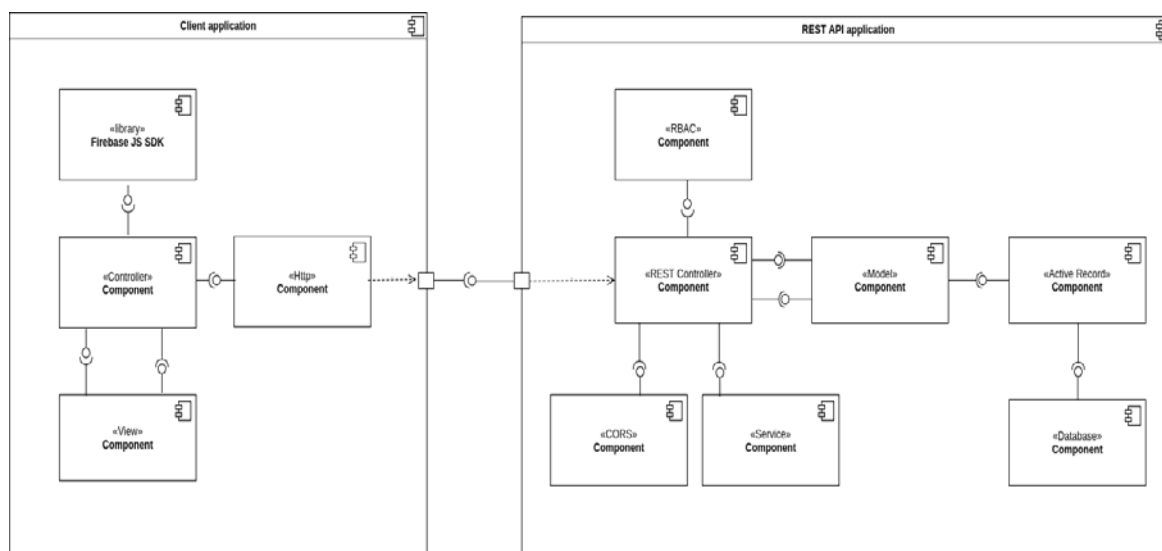 Client application
REST API application
«library»
Firebase JS SDK
«RBAC»
Component
«Controller»
Component
«Http»
Component
«REST Controller»
Component
«Model»
Component
«Active Record»
Component
«View»
Component
«CORS»
Component
«Service»
Component
«Database»
Component